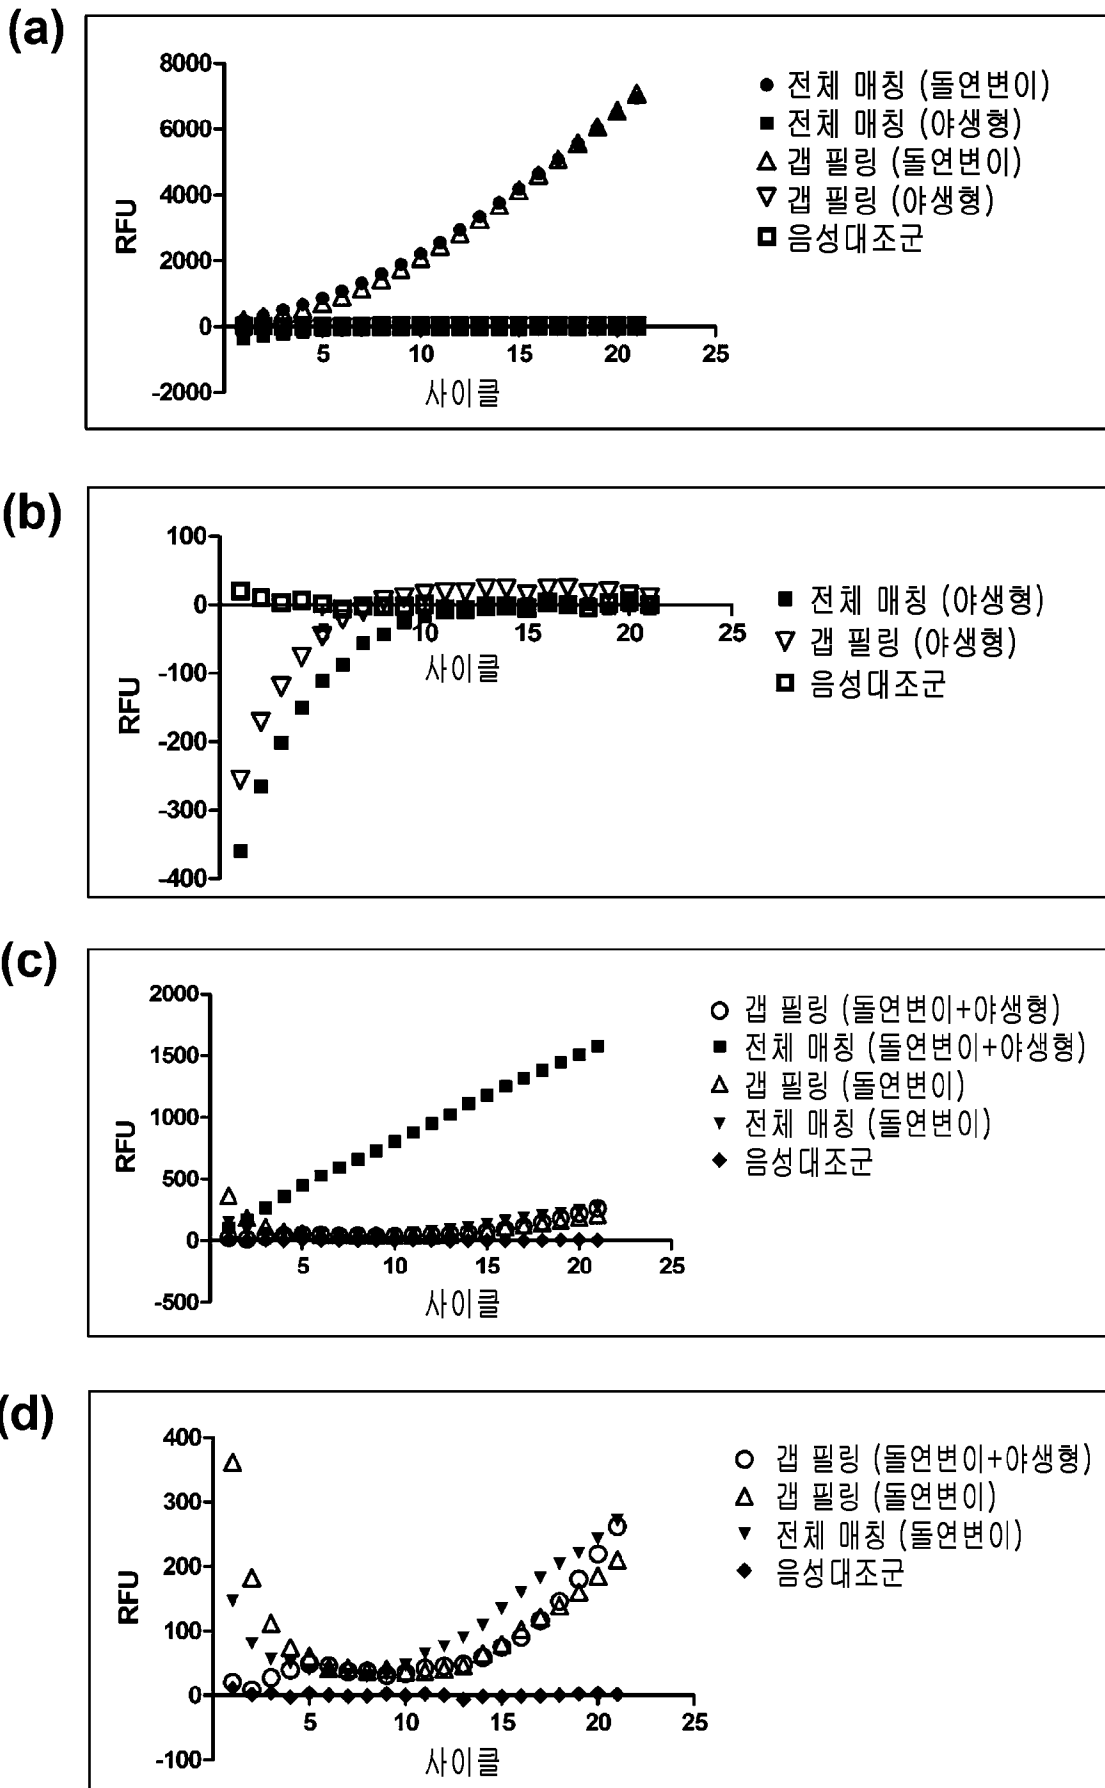 (a)
8000
6000
4000
2000
0
-2000
RFU
5 10 15 20 25
사이클
전체 매칭 (돌연변이)
전체 매칭 (야생형)
갭 필링 (돌연변이)
갭 필링 (야생형)
음성대조군
(b)
100
0
-100
-200
-300
-400
RFU
10 15 20 25
사이클
전체 매칭 (야생형)
갭 필링 (야생형)
음성대조군
(c)
2000
1500
1000
500
0
-500
RFU
5 10 15 20 25
사이클
갭 필링 (돌연변이+야생형)
전체 매칭 (돌연변이+야생형)
갭 필링 (돌연변이)
전체 매칭 (돌연변이)
음성대조군
(d)
400
300
200
100
0
-100
RFU
5 10 15 20 25
사이클
갭 필링 (돌연변이+야생형)
갭 필링 (돌연변이)
전체 매칭 (돌연변이)
음성대조군